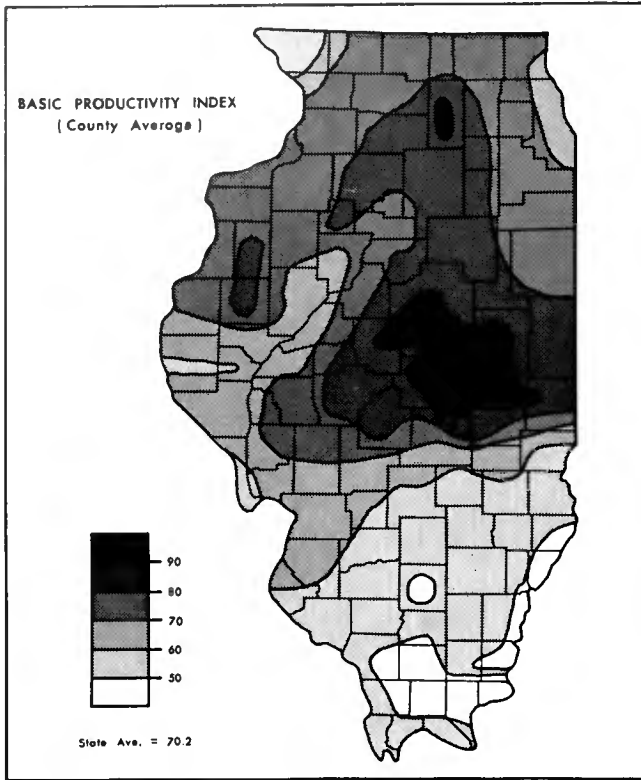 BASIC PRODUCTIVITY INDEX
(County Average)
90
80
70
60
50
State Ave. = 70.2